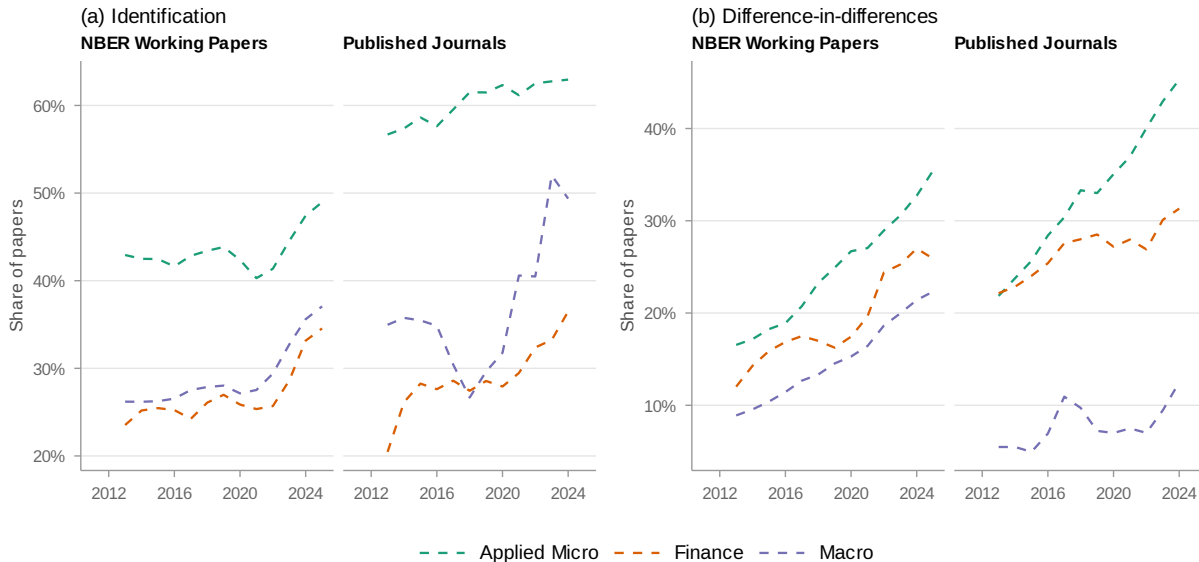 (a) Identification
NBER Working Papers
Published Journals
Share of papers
60%
50%
40%
30%
20%
2012
2016
2020
2024
2012
2016
2020
2024
(b) Difference-in-differences
NBER Working Papers
Published Journals
Share of papers
40%
30%
20%
10%
2012
2016
2020
2024
2012
2016
2020
2024
Applied Micro
Finance
Macro